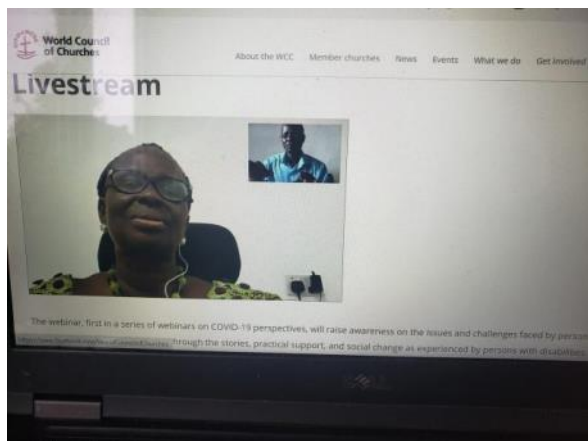 World Council
of Churches
About the WCC Member churches News Events What we do Get involved
Livestream
The webinar, first in a series of webinars on COVID-19 perspectives, will raise awareness on the issues and challenges faced by person
through the stories, practical support, and social change as experienced by persons with disabilities
DELL